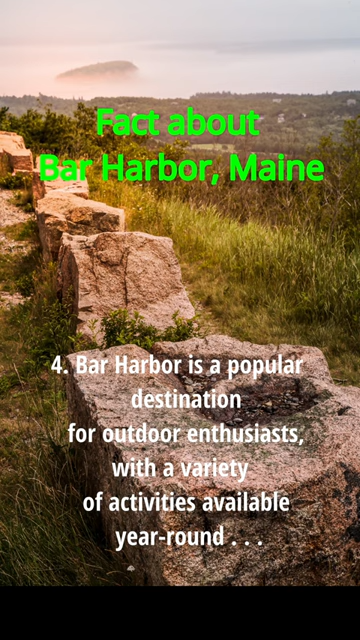 Fact about
Bar Harbor, Maine
4. Bar Harbor is a popular
destination
for outdoor enthusiasts,
with a variety
of activities available
year-round . . .